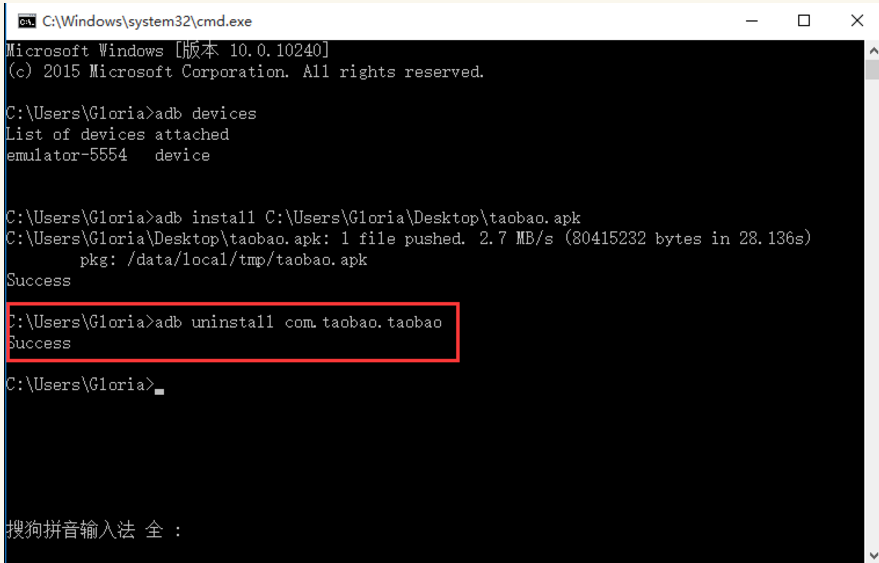 C:\Windows\system32\cmd.exe
Microsoft Windows [版本 10.0.10240]
(c) 2015 Microsoft Corporation. All rights reserved.
C:\Users\Gloria>adb devices
List of devices attached
emulator-5554   device
C:\Users\Gloria>adb install C:\Users\Gloria\Desktop\taobao.apk
C:\Users\Gloria\Desktop\taobao.apk: 1 file pushed. 2.7 MB/s (80415232 bytes in 28.136s)
        pkg: /data/local/tmp/taobao.apk
Success
C:\Users\Gloria>adb uninstall com.taobao.taobao
Success
C:\Users\Gloria>
搜狗拼音输入法 全 :